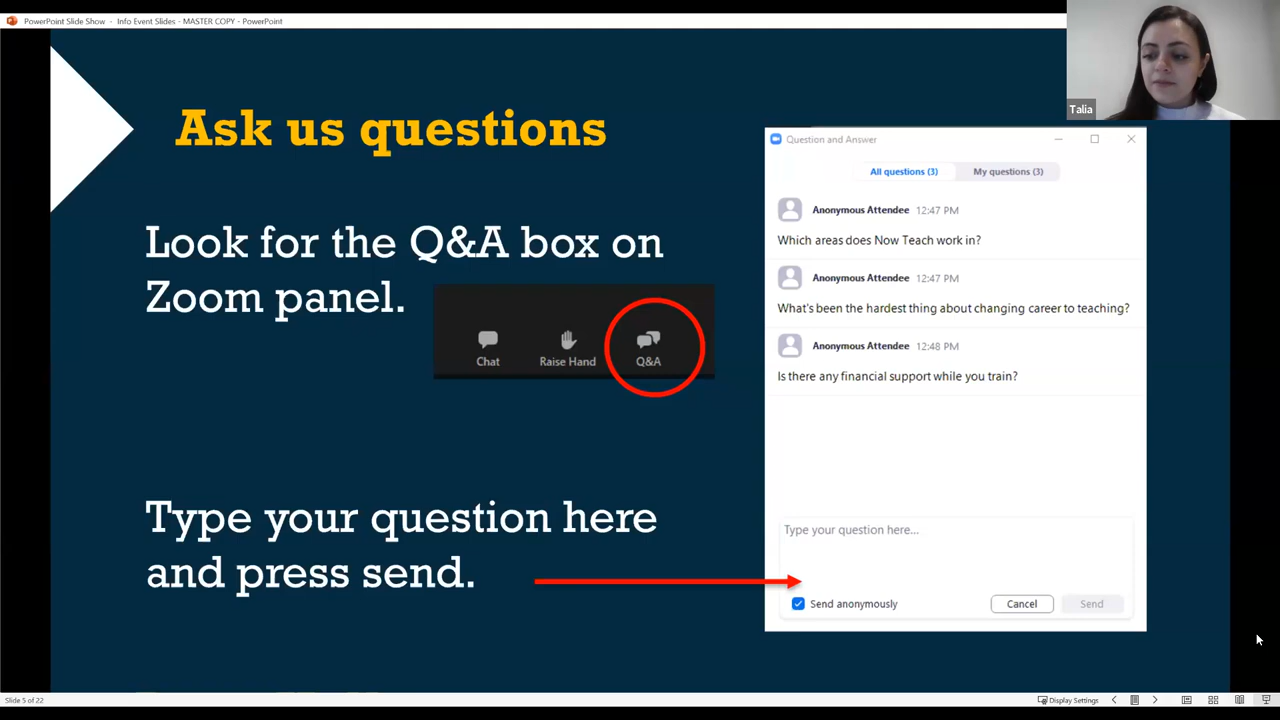 PowerPoint Slide Show - Info Event Slides - MASTER COPY - PowerPoint
Talia
Ask us questions
Look for the Q&A box on
Zoom panel.
Chat
Raise Hand
Q&A
Type your question here
and press send.
Question and Answer
All questions (3)
My questions (3)
Anonymous Attendee 12:47 PM
Which areas does Now Teach work in?
Anonymous Attendee 12:47 PM
What's been the hardest thing about changing career to teaching?
Anonymous Attendee 12:48 PM
Is there any financial support while you train?
Type your question here...
Send anonymously
Cancel
Send
Slide 5 of 22
Display Settings